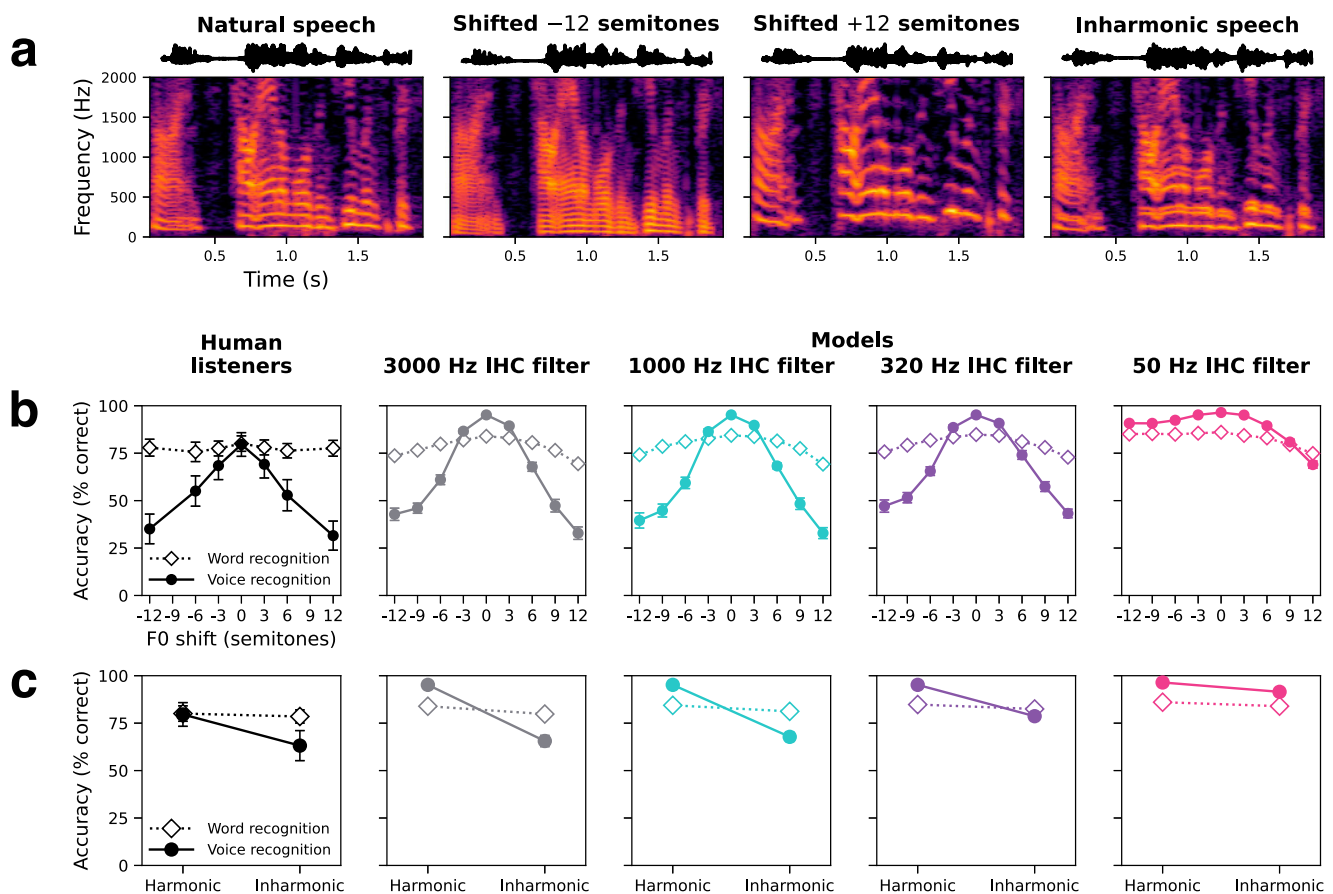 a
Natural speech
Shifted −12 semitones
Shifted +12 semitones
Inharmonic speech
Frequency (Hz)
2000
1500
1000
500
0
0.5 1.0 1.5
0.5 1.0 1.5
0.5 1.0 1.5
0.5 1.0 1.5
Time (s)
Human
listeners
Models
3000 Hz IHC filter
1000 Hz IHC filter
320 Hz IHC filter
50 Hz IHC filter
b
Accuracy (% correct)
100
75
50
25
0
Word recognition
Voice recognition
-12 -9 -6 -3 0 3 6 9 12
-12 -9 -6 -3 0 3 6 9 12
-12 -9 -6 -3 0 3 6 9 12
-12 -9 -6 -3 0 3 6 9 12
-12 -9 -6 -3 0 3 6 9 12
F0 shift (semitones)
c
Accuracy (% correct)
100
75
50
25
0
Word recognition
Voice recognition
Harmonic Inharmonic
Harmonic Inharmonic
Harmonic Inharmonic
Harmonic Inharmonic
Harmonic Inharmonic